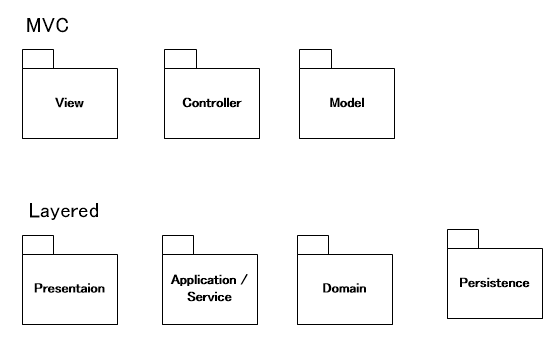 MVC
View
Controller
Model
Layered
Presentaion
Application /
Service
Domain
Persistence